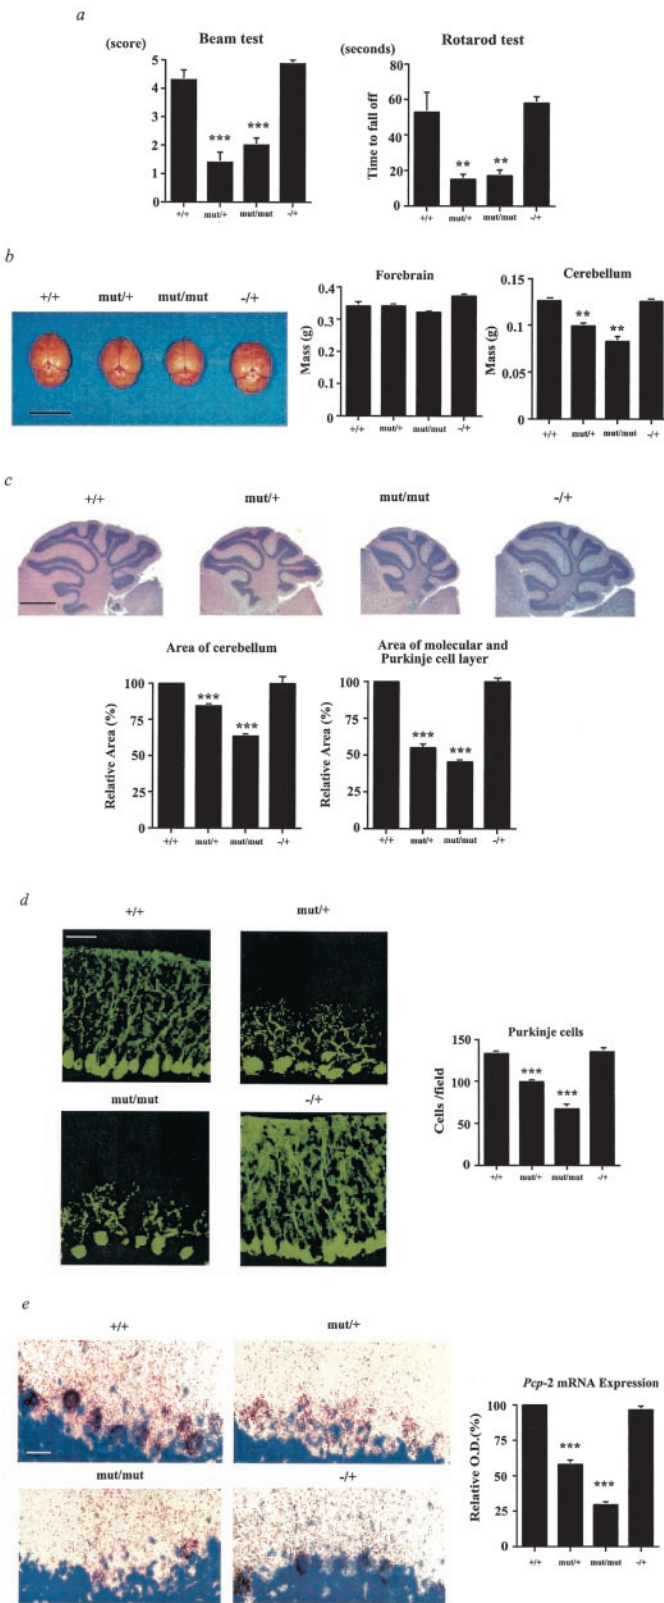 a
(score)
Beam test
5
4
3
2
1
0
+/+ mut/+ mut/mut -/+
*** ***
(seconds)
Rotarod test
Time to fall off
80
60
40
20
0
** **
+/+ mut/+ mut/mut -/+
b
+/+ mut/+ mut/mut -/+
Forebrain
Mass (g)
0.4
0.3
0.2
0.1
0
+/+ mut/+ mut/mut -/+
Cerebellum
Mass (g)
0.15
0.1
0.05
0
** **
+/+ mut/+ mut/mut -/+
c
+/+ mut/+ mut/mut -/+
Area of cerebellum
Relative Area (%)
100
75
50
25
0
*** ***
+/+ mut/+ mut/mut -/+
Area of molecular and
Purkinje cell layer
Relative Area (%)
100
75
50
25
0
*** ***
+/+ mut/+ mut/mut -/+
d
+/+ mut/+
mut/mut -/+
Purkinje cells
Cells /field
150
100
50
0
*** ***
+/+ mut/+ mut/mut -/+
e
+/+ mut/+
mut/mut -/+
Pcp-2 mRNA Expression
Relative O.D.(%)
100
75
50
25
0
*** ***
+/+ mut/+ mut/mut -/+